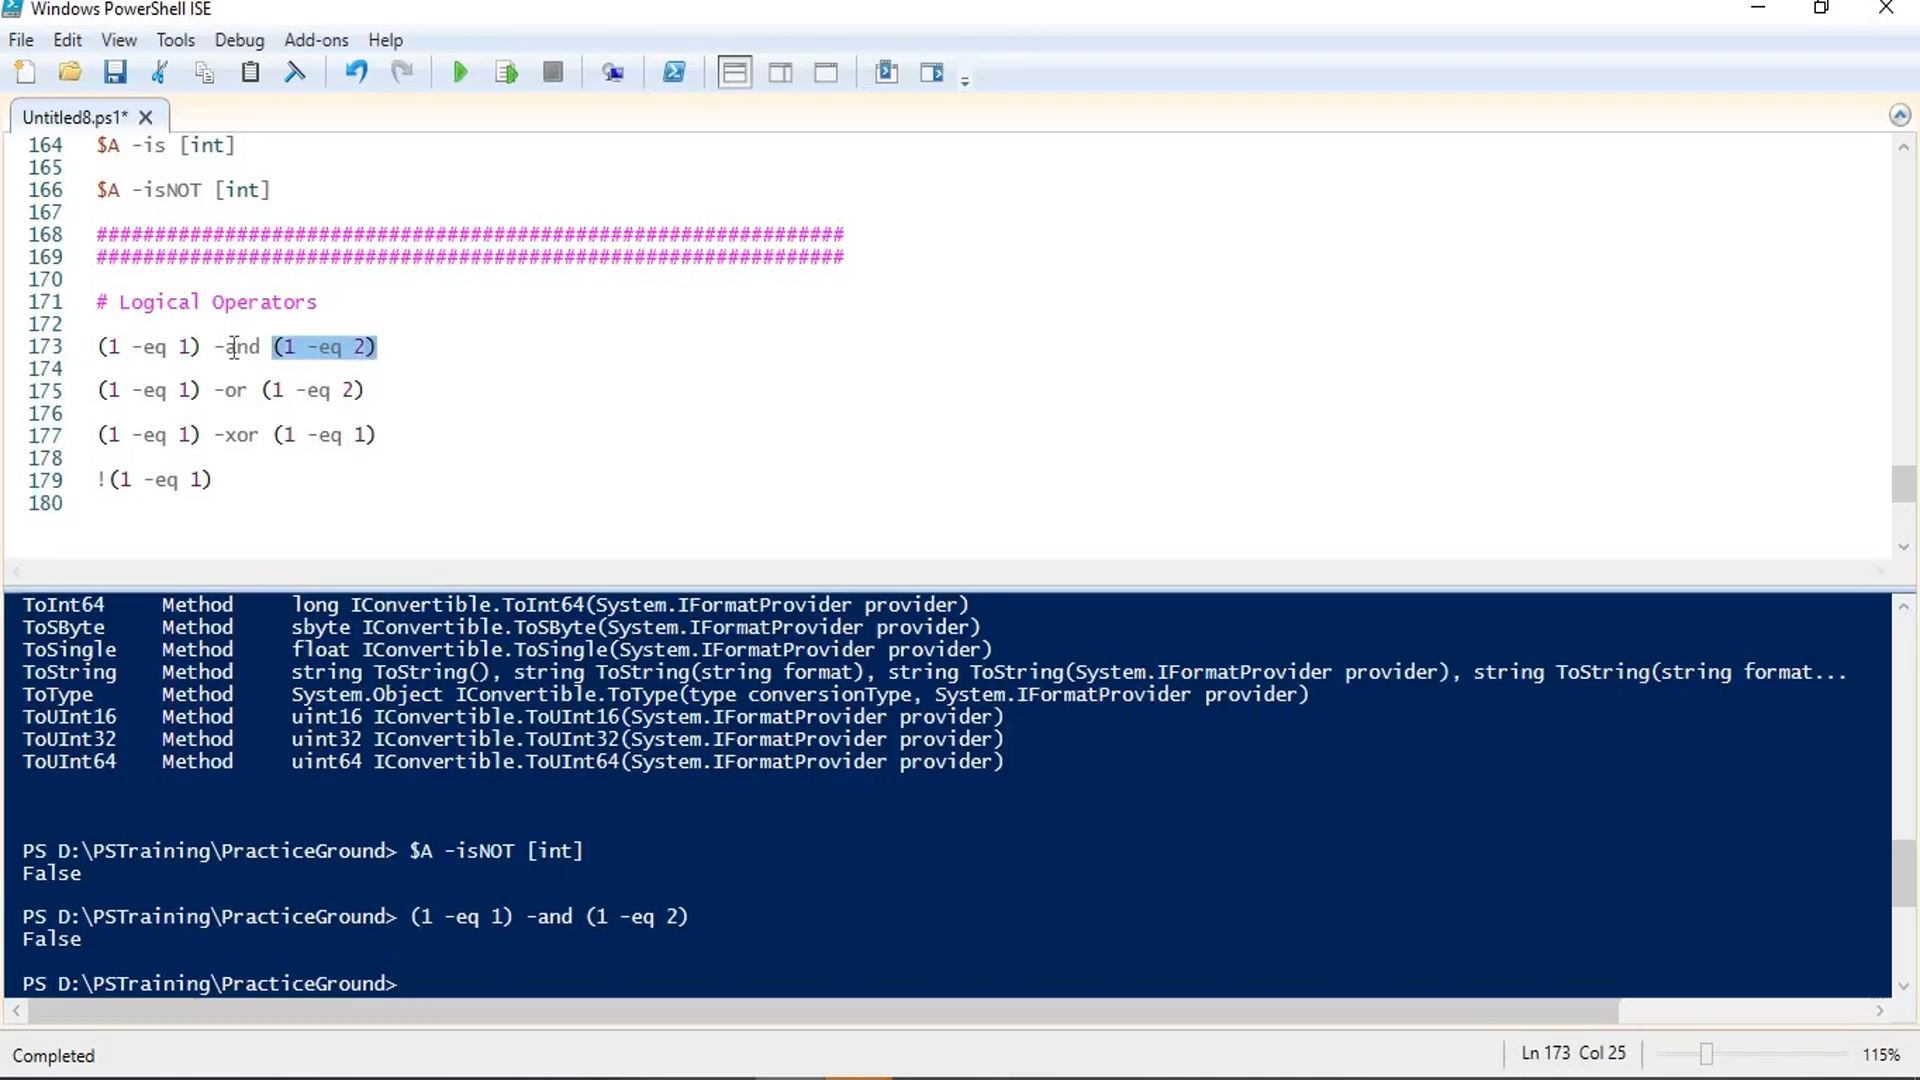 Windows PowerShell ISE
File Edit View Tools Debug Add-ons Help
Untitled8.ps1*
164 $A -is [int]
165
166 $A -isNOT [int]
167
168 ################################################################
169 ################################################################
170
171 # Logical Operators
172
173 (1 -eq 1) -and (1 -eq 2)
174
175 (1 -eq 1) -or (1 -eq 2)
176
177 (1 -eq 1) -xor (1 -eq 1)
178
179 !(1 -eq 1)
180
ToInt64 Method long IConvertible.ToInt64(System.IFormatProvider provider)
ToSByte Method sbyte IConvertible.ToSByte(System.IFormatProvider provider)
ToSingle Method float IConvertible.ToSingle(System.IFormatProvider provider)
ToString Method string ToString(), string ToString(string format), string ToString(System.IFormatProvider provider), string ToString(string format...
ToType Method System.Object IConvertible.ToType(type conversionType, System.IFormatProvider provider)
ToUInt16 Method uint16 IConvertible.ToUInt16(System.IFormatProvider provider)
ToUInt32 Method uint32 IConvertible.ToUInt32(System.IFormatProvider provider)
ToUInt64 Method uint64 IConvertible.ToUInt64(System.IFormatProvider provider)
PS D:\PSTraining\PracticeGround> $A -isNOT [int]
False
PS D:\PSTraining\PracticeGround> (1 -eq 1) -and (1 -eq 2)
False
PS D:\PSTraining\PracticeGround>
Completed Ln 173 Col 25 115%